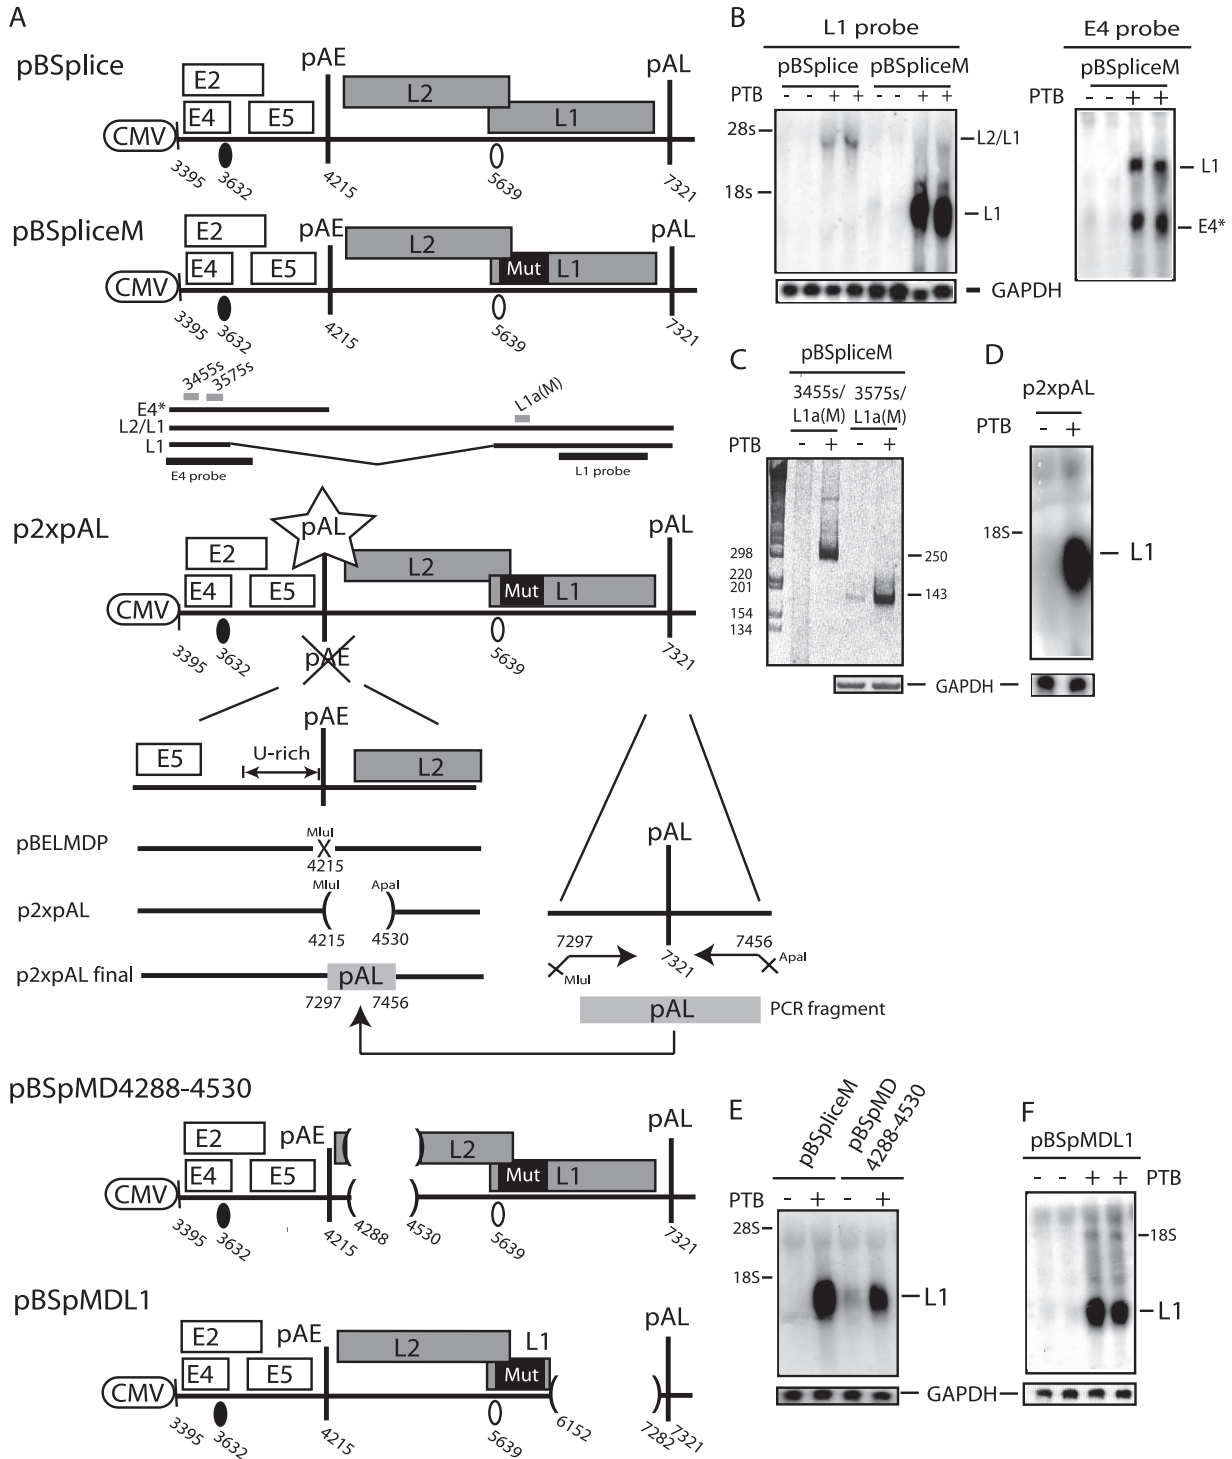 A
pBSplice
pAE
pAL
E2
L2
E4
E5
L1
CMV
3395
3632
4215
5639
7321
pBSpliceM
pAE
pAL
E2
L2
E4
E5
Mut
L1
CMV
3395
3632
4215
5639
7321
3455s
3575s
L1a(M)
E4*
L2/L1
L1
E4 probe
L1 probe
p2xpAL
pAL
pAL
E2
L2
E4
E5
Mut
L1
CMV
3395
3632
pAE
5639
7321
pAE
E5
U-rich
L2
pBELMDP
MluI
X
4215
p2xpAL
MluI
ApaI
4215
4530
p2xpAL final
pAL
7297
7456
pAL
7297
7456
7321
MluI
ApaI
pAL
PCR fragment
pBSpMD4288-4530
pAE
pAL
E2
L2
E4
E5
Mut
L1
CMV
3395
3632
4215
4288
4530
5639
7321
pBSpMDL1
pAE
L1
pAL
E2
L2
E4
E5
Mut
CMV
3395
3632
4215
5639
6152
7282
7321
B
L1 probe
E4 probe
pBSplice
pBSpliceM
pBSpliceM
PTB - - + + - - + +
PTB - - + +
28s
18s
L2/L1
L1
L1
E4*
GAPDH
C
pBSpliceM
3455s/
L1a(M)
3575s/
L1a(M)
PTB - + - +
298
220
201
154
134
250
143
GAPDH
D
p2xpAL
PTB - +
18S
L1
E
pBSpliceM
pBSpMD
4288-4530
PTB - + - +
28S
18S
L1
GAPDH
F
pBSpMDL1
- - + + PTB
18S
L1